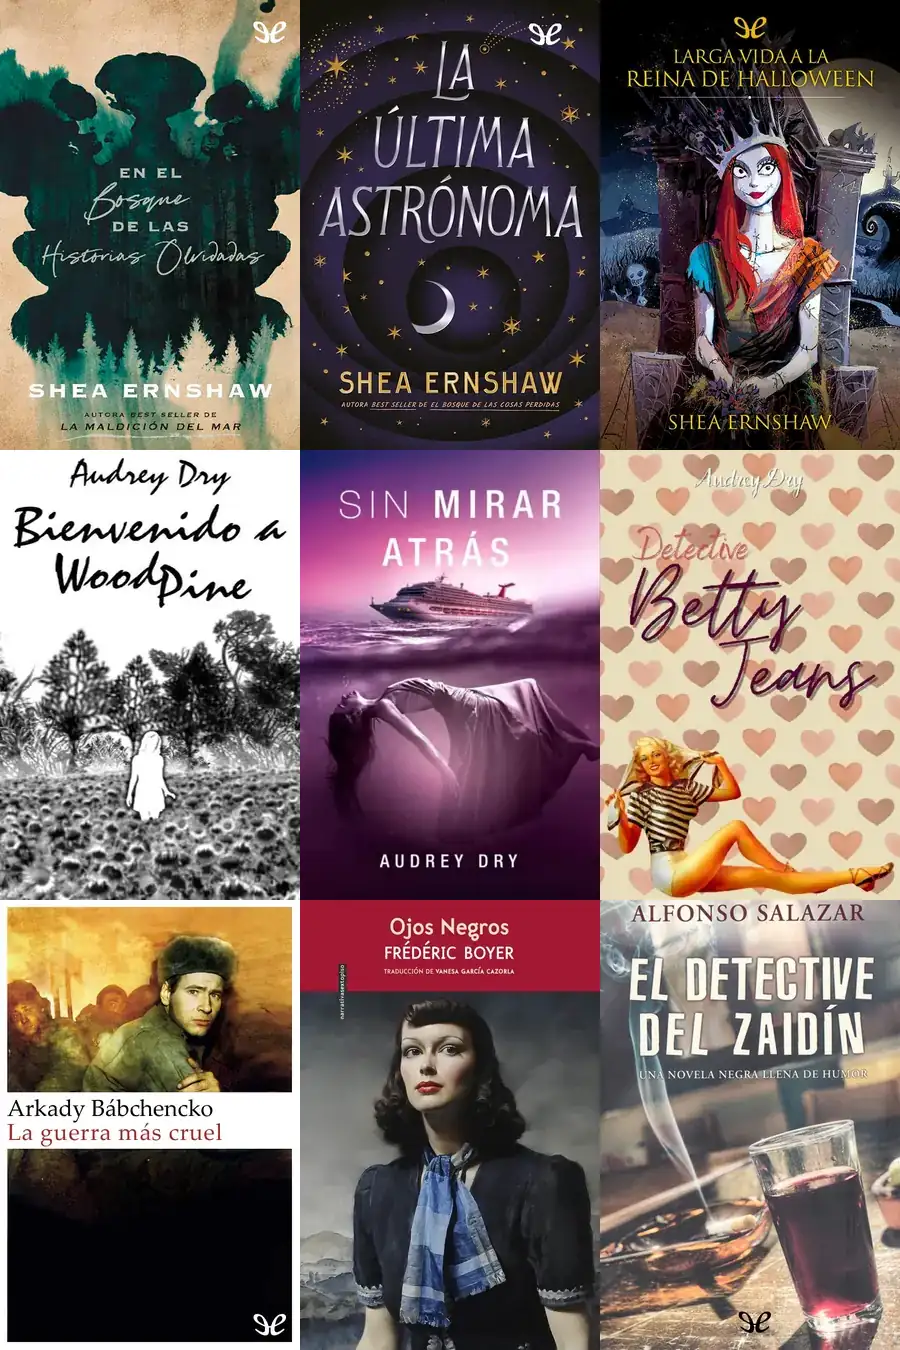 EN EL
Bosque
DE LAS
Historias Olvidadas
SHEA ERNSHAW
AUTORA BEST SELLER DE
LA MALDICIÓN DEL MAR
LA
ÚLTIMA
ASTRÓNOMA
SHEA ERNSHAW
AUTORA BEST SELLER DE EL BOSQUE DE LAS COSAS PERDIDAS
LARGA VIDA A LA
REINA DE HALLOWEEN
SHEA ERNSHAW
Audrey Dry
Bienvenido a
WoodPine
SIN MIRAR
ATRÁS
AUDREY DRY
Audrey Dry
Detective
Betty
Jeans
Arkady Bábchencko
La guerra más cruel
Ojos Negros
FRÉDÉRIC BOYER
TRADUCCIÓN DE VANESA GARCÍA CAZORLA
narrativasextopiso
ALFONSO SALAZAR
EL DETECTIVE
DEL ZAIDÍN
UNA NOVELA NEGRA LLENA DE HUMOR